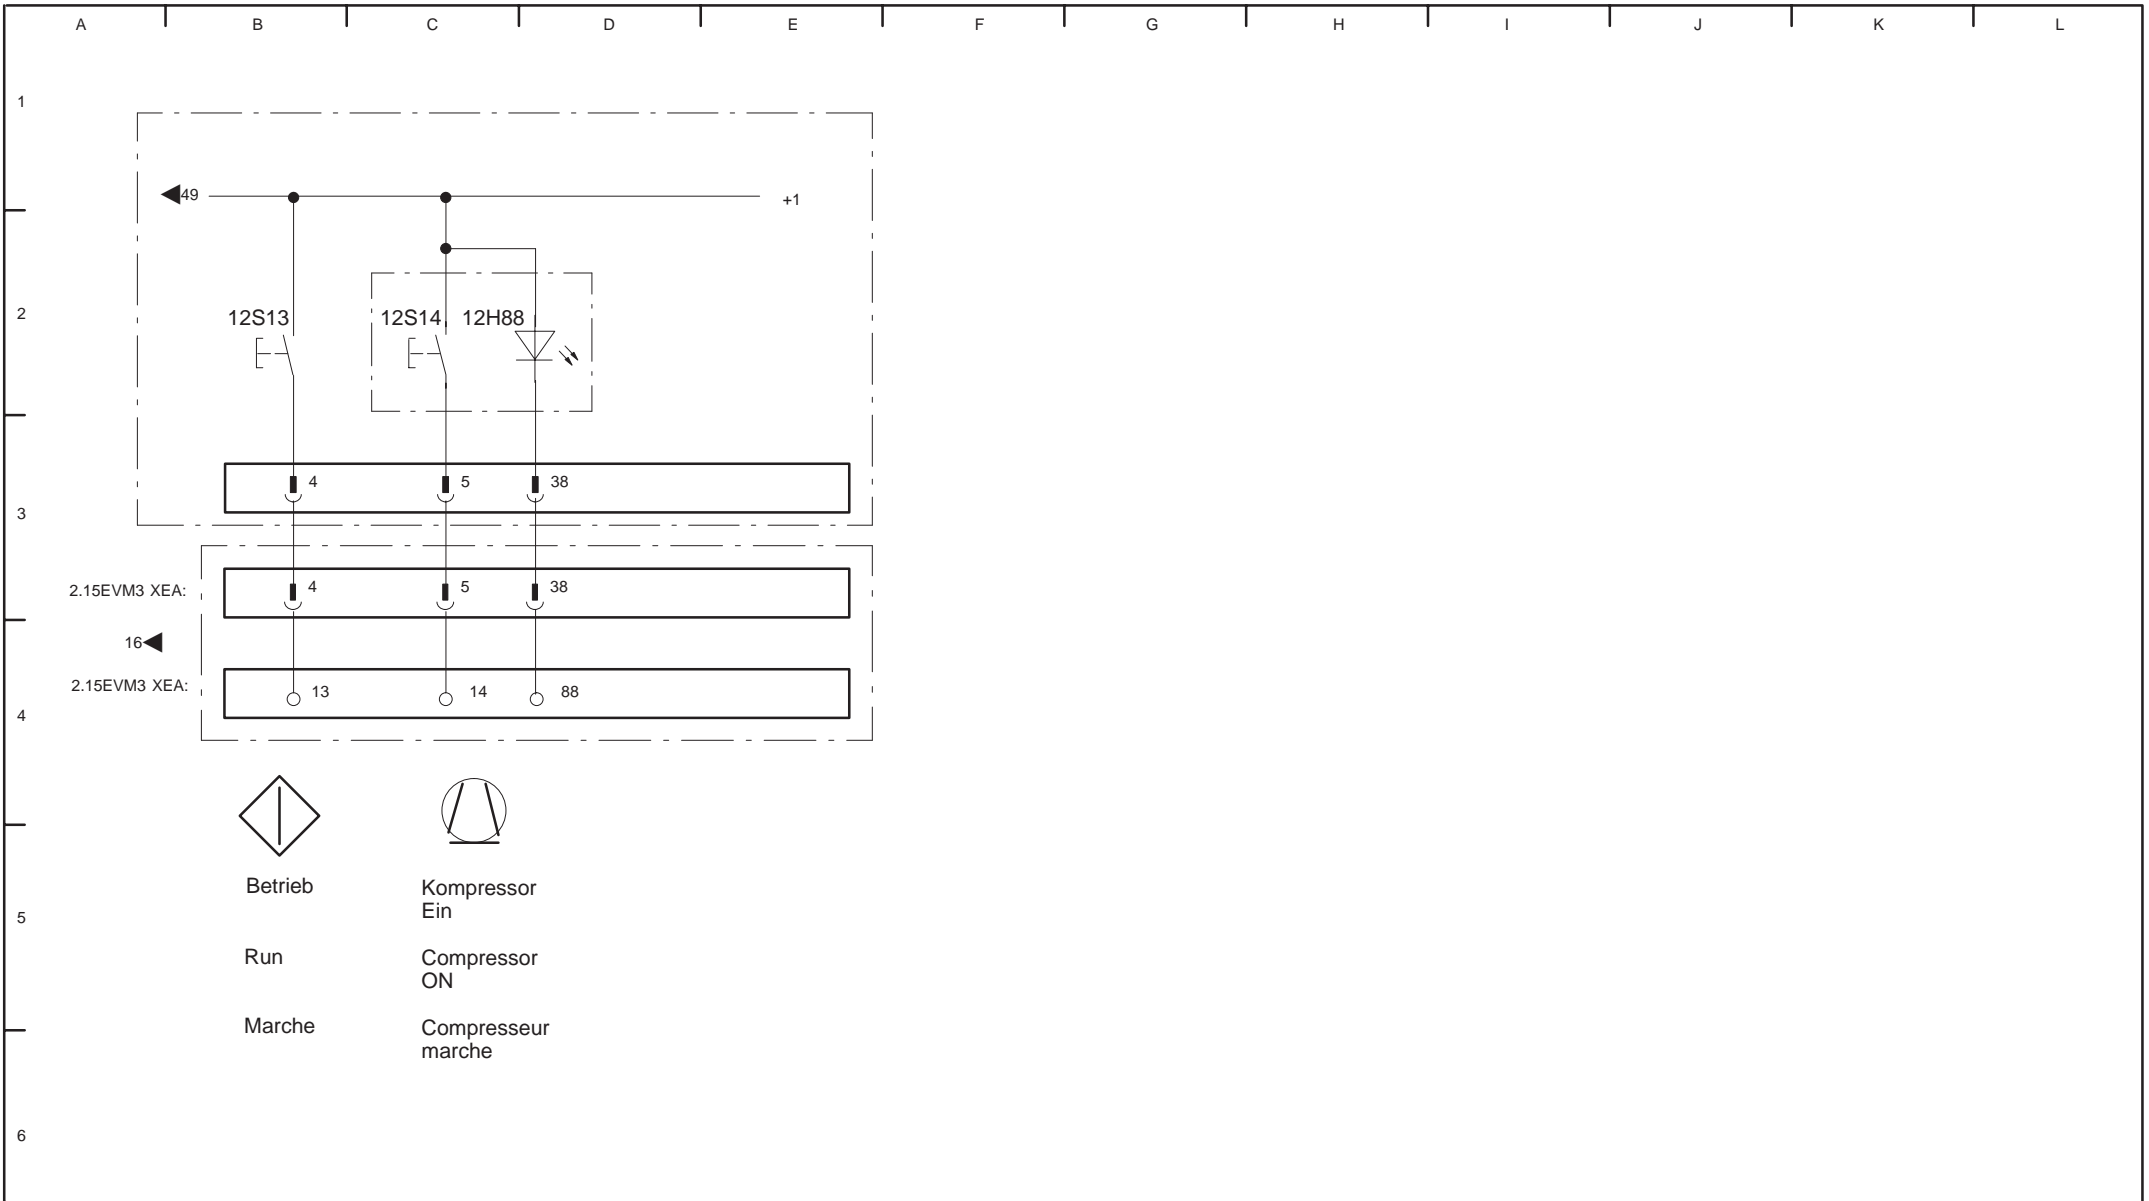 A B C D E F G H I J K L
1
49 +1
2
12S13 12S14 12H88
4 5 38
3
2.15EVM3 XEA: 4 5 38
16
2.15EVM3 XEA: 13 14 88
4
Betrieb Kompressor
Ein
5
Run Compressor
ON
Marche Compresseur
marche
6